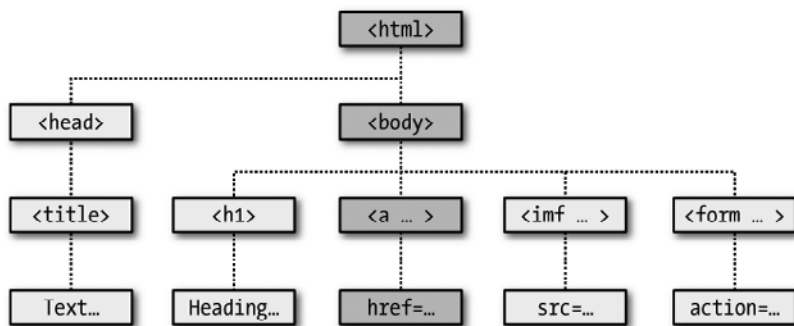 <html>
<head>
<body>
<title>
<h1>
<a ... >
<imf ... >
<form ... >
Text...
Heading...
href=...
src=...
action=...